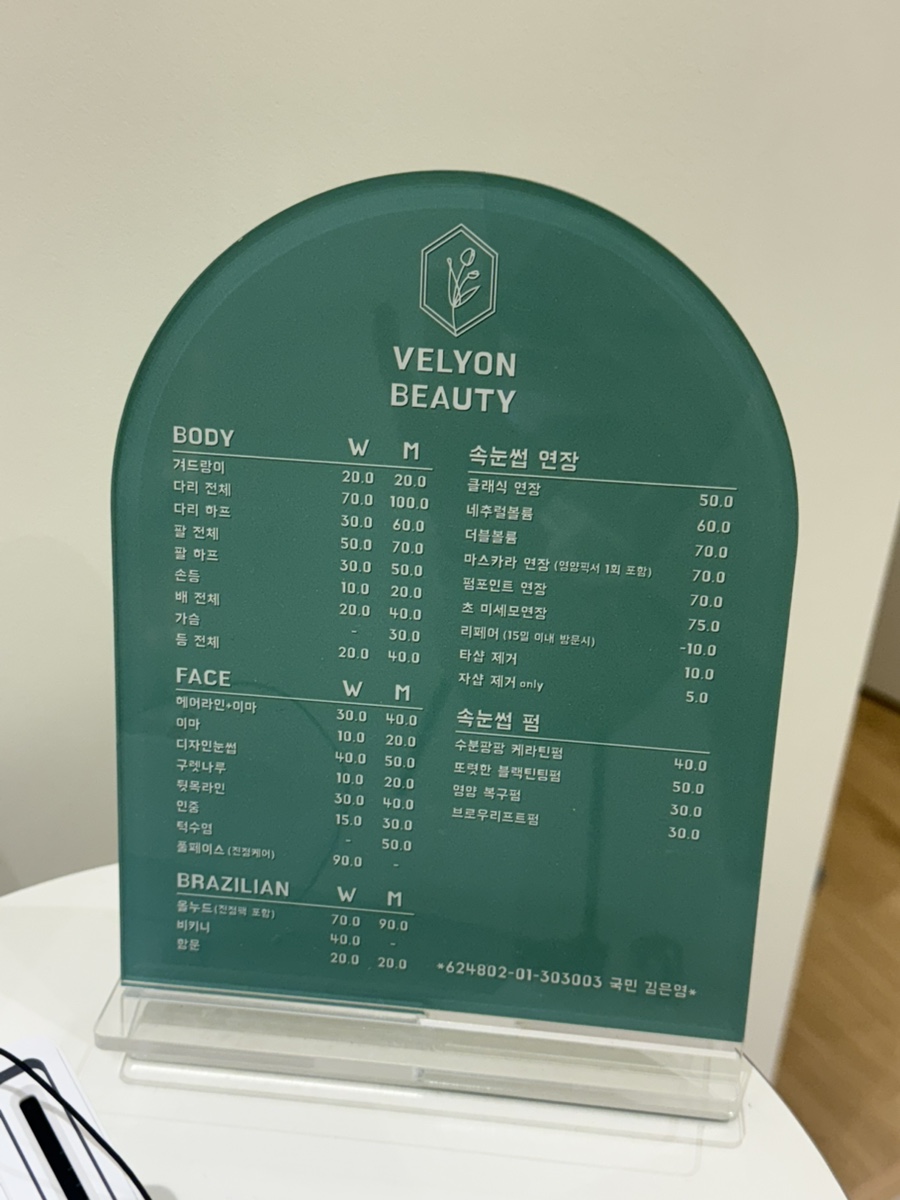 VELYON
BEAUTY
BODY W M
겨드랑이 20.0 20.0
다리 전체 70.0 100.0
다리 하프 30.0 60.0
팔 전체 50.0 70.0
팔 하프 30.0 50.0
손등 10.0 20.0
배 전체 20.0 40.0
가슴 - 30.0
등 전체 20.0 40.0
FACE W M
헤어라인+이마 30.0 40.0
이마 10.0 20.0
디자인눈썹 40.0 50.0
구렛나루 10.0 20.0
뒷목라인 30.0 40.0
인중 15.0 30.0
턱수염 - 50.0
풀페이스 (진정케어) 90.0 -
BRAZILIAN W M
올누드(진정팩 포함) 70.0 90.0
비키니 40.0 -
항문 20.0 20.0
속눈썹 연장
클래식 연장 50.0
네추럴볼륨 60.0
더블볼륨 70.0
마스카라 연장 (영양픽서 1회 포함) 70.0
펌포인트 연장 70.0
초 미세모연장 75.0
리페어 (15일 이내 방문시) -10.0
타샵 제거 10.0
자샵 제거 only 5.0
속눈썹 펌
수분팡팡 케라틴펌 40.0
또렷한 블랙틴팅펌 50.0
영양 복구펌 30.0
브로우리프트펌 30.0
*624802-01-303003 국민 김은영*